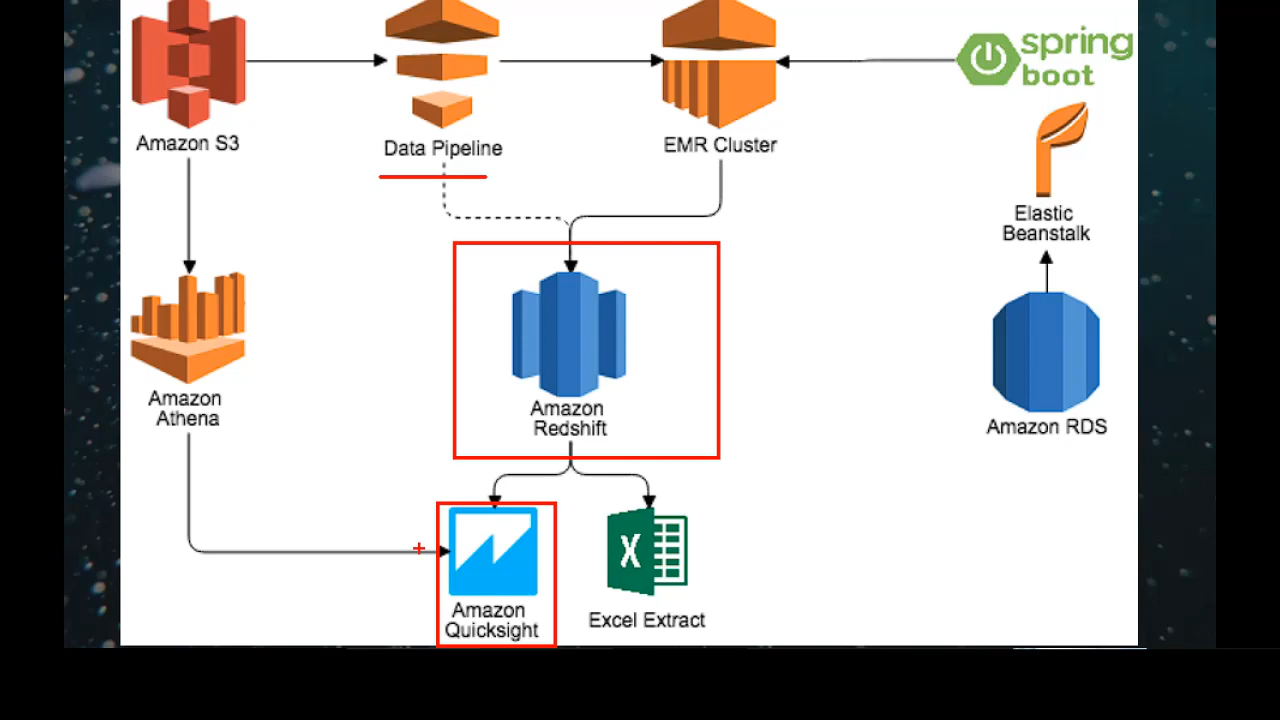 spring
boot
Amazon S3
Data Pipeline
EMR Cluster
Elastic
Beanstalk
Amazon
Athena
Amazon
Redshift
Amazon RDS
X
Amazon
Quicksight
Excel Extract